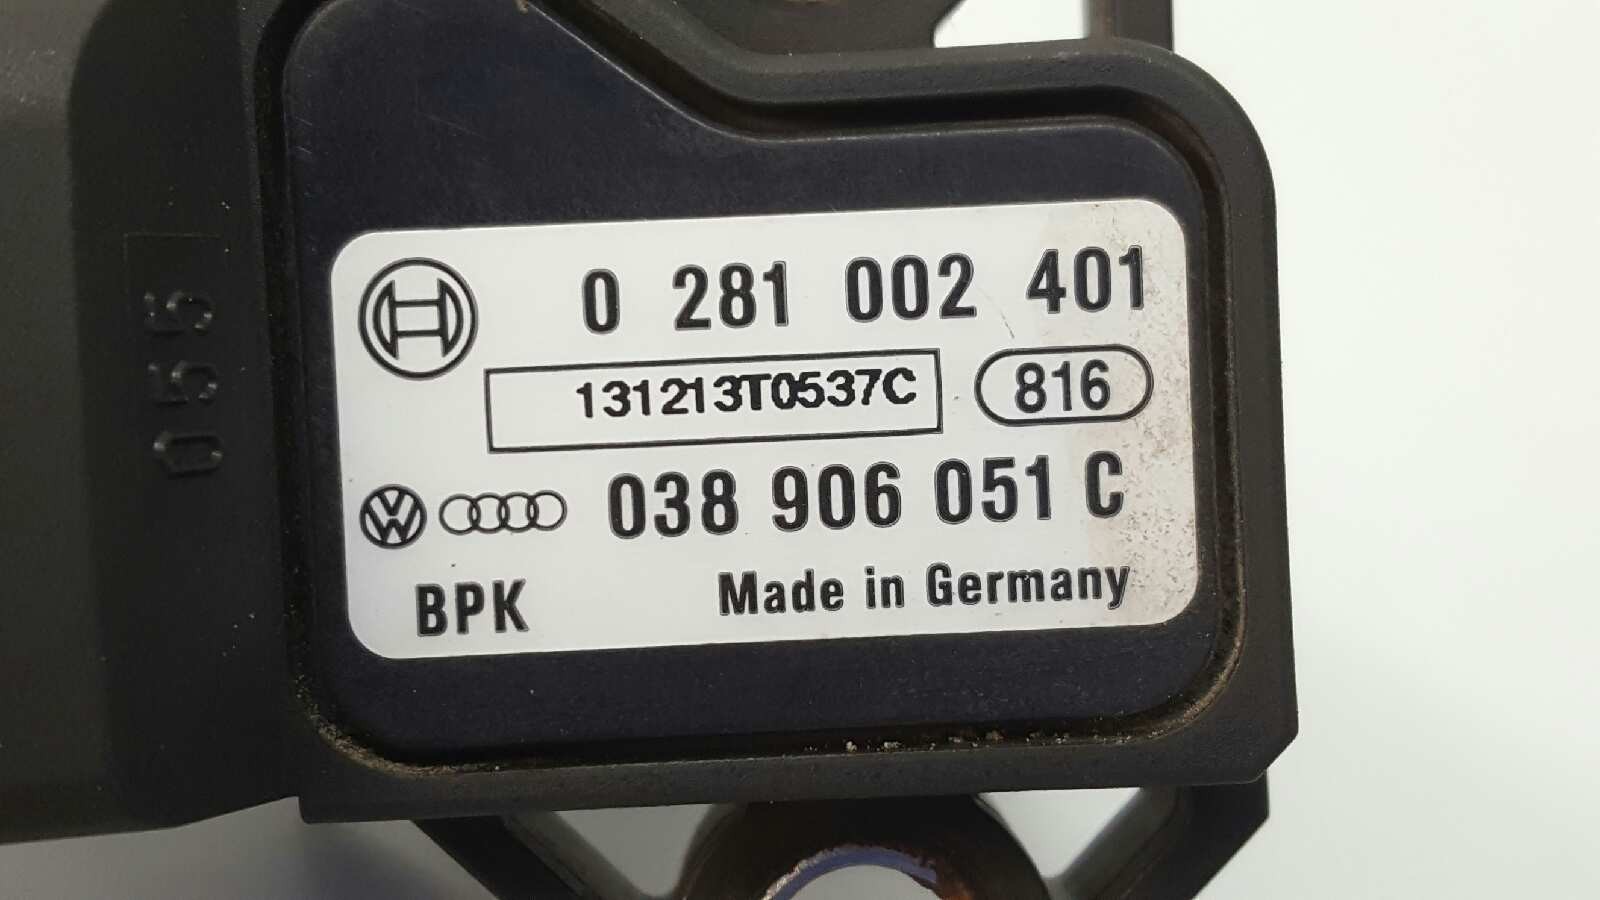 0 281 002 401
131213T0537C 816
038 906 051 C
BPK Made in Germany
055